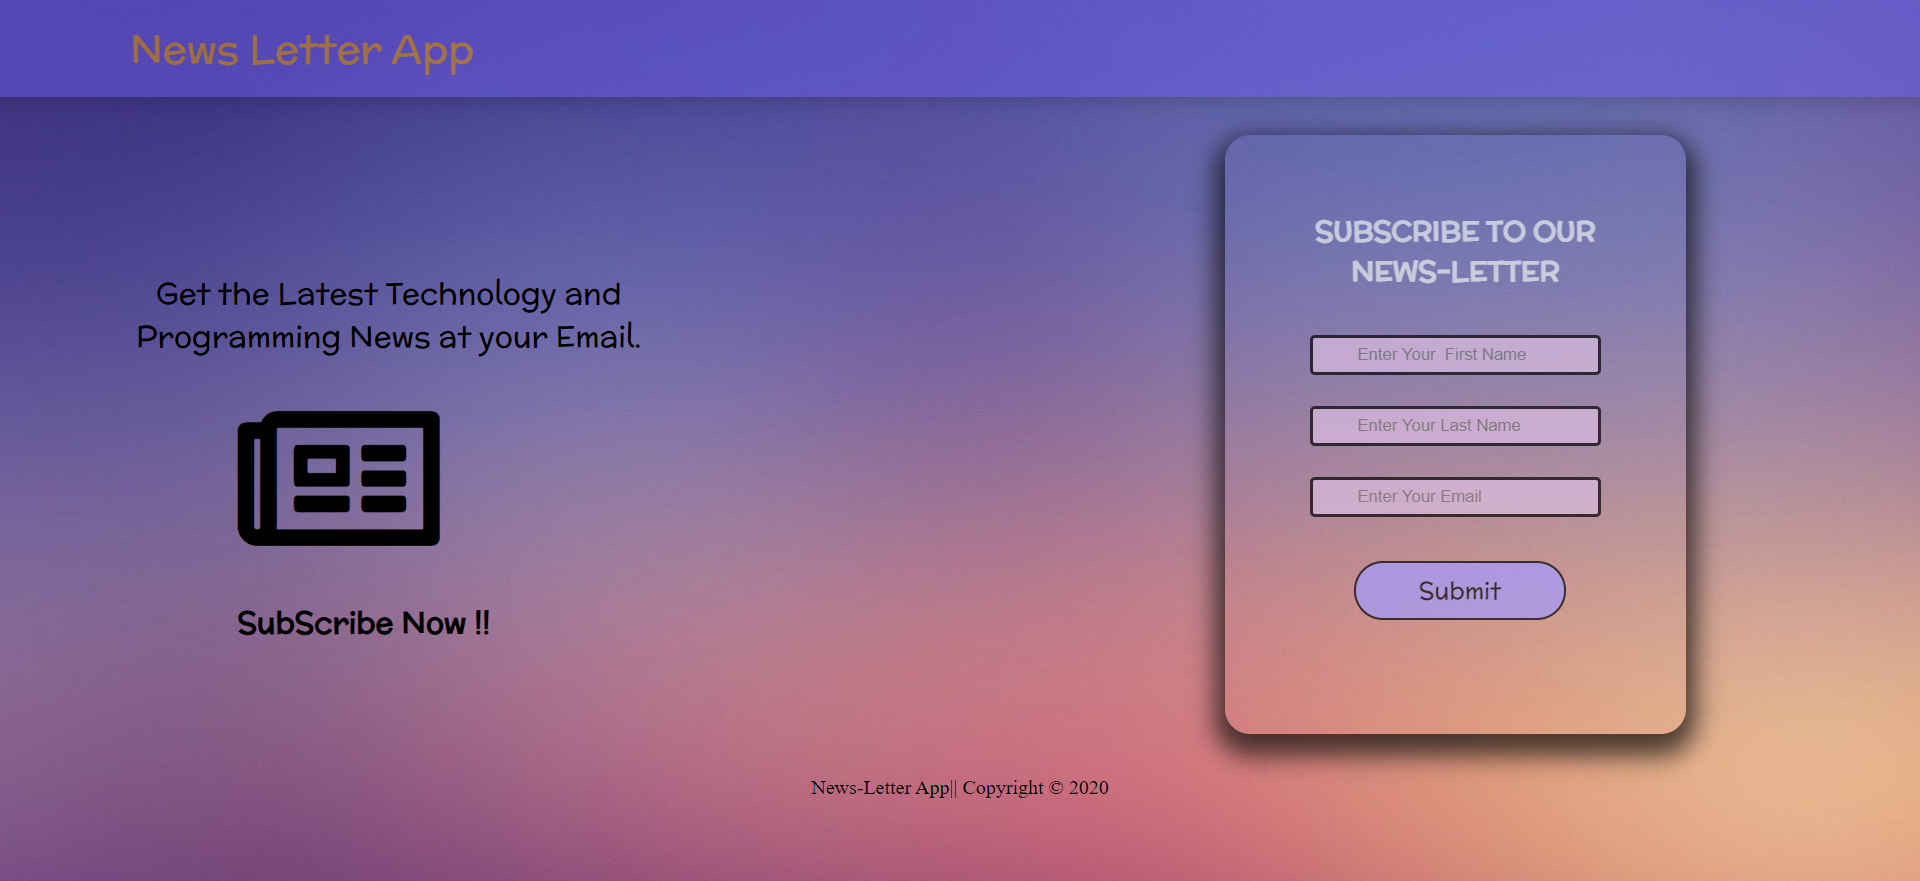 News Letter App
Get the Latest Technology and
Programming News at your Email.
SubScribe Now !!
SUBSCRIBE TO OUR
NEWS-LETTER
Enter Your  First Name
Enter Your Last Name
Enter Your Email
Submit
News-Letter App|| Copyright © 2020